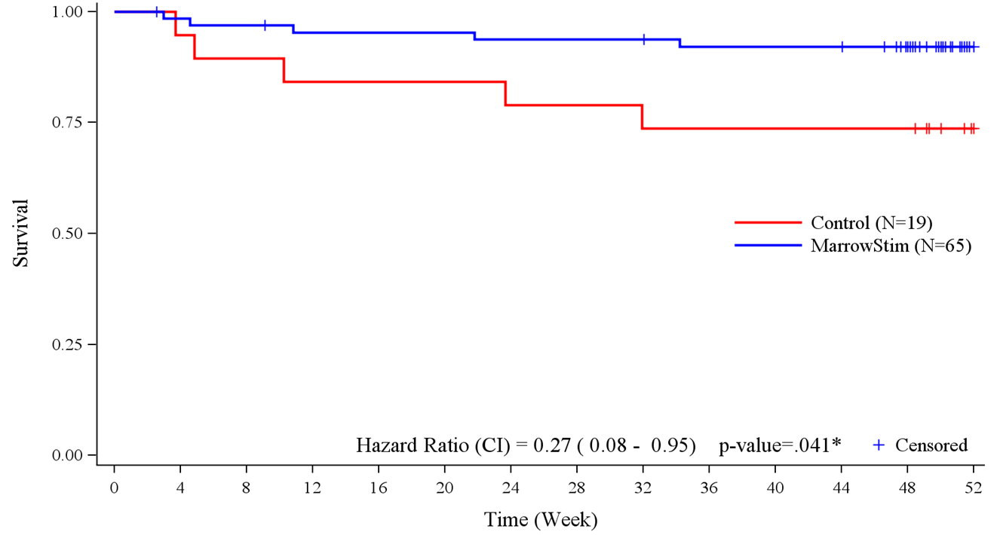 1.00
0.75
0.50
0.25
0.00
Survival
Control (N=19)
MarrowStim (N=65)
Hazard Ratio (CI) = 0.27 ( 0.08 - 0.95) p-value=.041* + Censored
0 4 8 12 16 20 24 28 32 36 40 44 48 52
Time (Week)